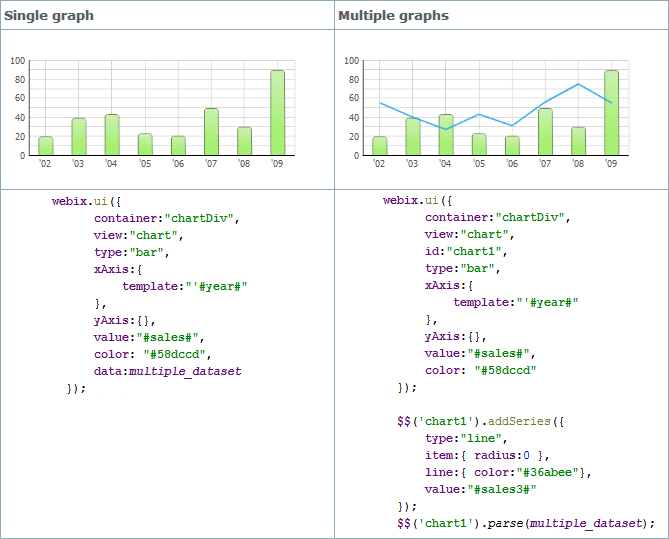 Single graph
100
80
60
40
20
0
'02 '03 '04 '05 '06 '07 '08 '09
webix.ui({
container:"chartDiv",
view:"chart",
type:"bar",
xAxis:{
template:"'#year#"
},
yAxis:{},
value:"#sales#",
color: "#58dccd",
data:multiple_dataset
});
Multiple graphs
100
80
60
40
20
0
'02 '03 '04 '05 '06 '07 '08 '09
webix.ui({
container:"chartDiv",
view:"chart",
id:"chart1",
type:"bar",
xAxis:{
template:"'#year#"
},
yAxis:{},
value:"#sales#",
color: "#58dccd"
});
$$('chart1').addSeries({
type:"line",
item:{ radius:0 },
line:{ color:"#36abee"},
value:"#sales3#"
});
$$('chart1').parse(multiple_dataset);